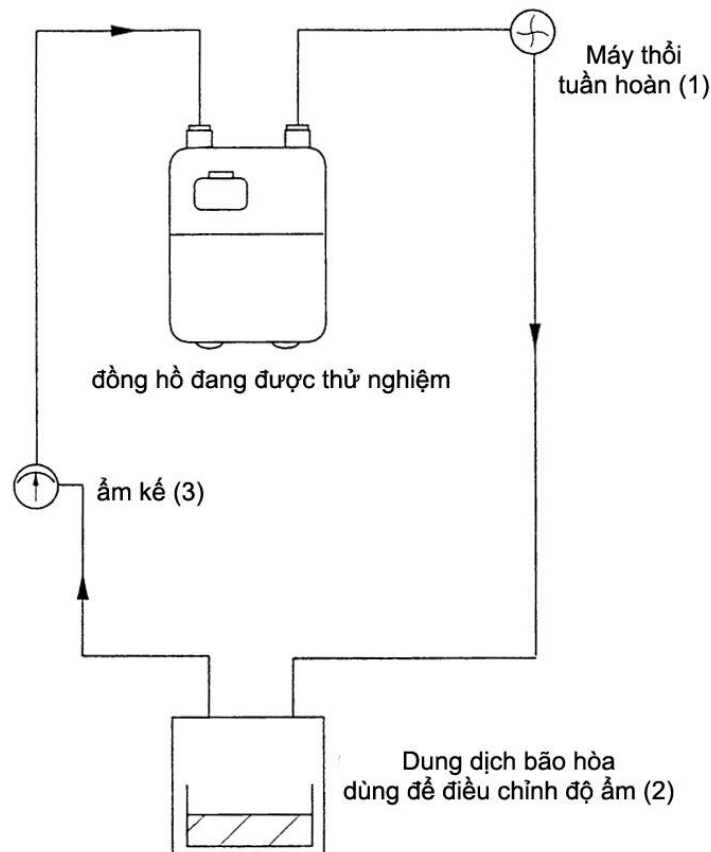 Máy thổi
tuần hoàn (1)
đồng hồ đang được thử nghiệm
ẩm kế (3)
Dung dịch bão hòa
dùng để điều chỉnh độ ẩm (2)